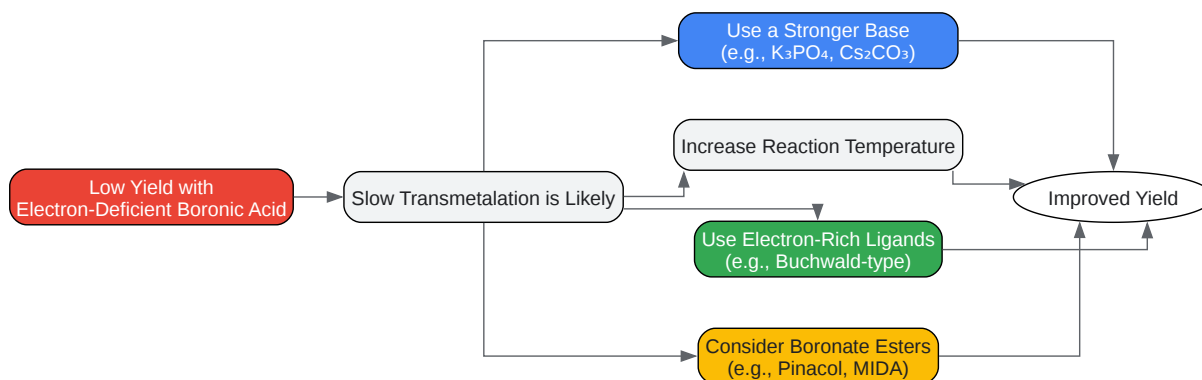 Low Yield with
Electron-Deficient Boronic Acid
Slow Transmetalation is Likely
Use a Stronger Base
(e.g., K₃PO₄, Cs₂CO₃)
Increase Reaction Temperature
Use Electron-Rich Ligands
(e.g., Buchwald-type)
Consider Boronate Esters
(e.g., Pinacol, MIDA)
Improved Yield